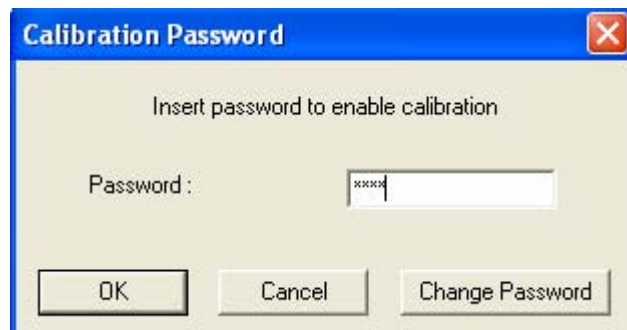 Calibration Password
Insert password to enable calibration
Password : ****
OK Cancel Change Password